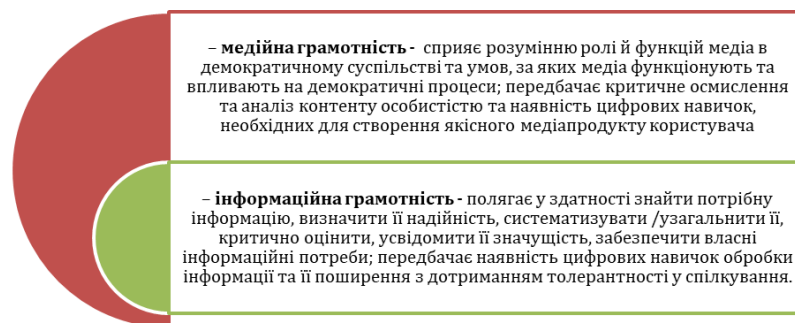 – медійна грамотність - сприяє розумінню ролі й функцій медіа в
демократичному суспільстві та умов, за яких медіа функціонують та
впливають на демократичні процеси; передбачає критичне осмислення
та аналіз контенту особистістю та наявність цифрових навичок,
необхідних для створення якісного медіапродукту користувача
– інформаційна грамотність - полягає у здатності знайти потрібну
інформацію, визначити її надійність, систематизувати /узагальнити її,
критично оцінити, усвідомити її значущість, забезпечити власні
інформаційні потреби; передбачає наявність цифрових навичок обробки
інформації та її поширення з дотриманням толерантності у спілкування.